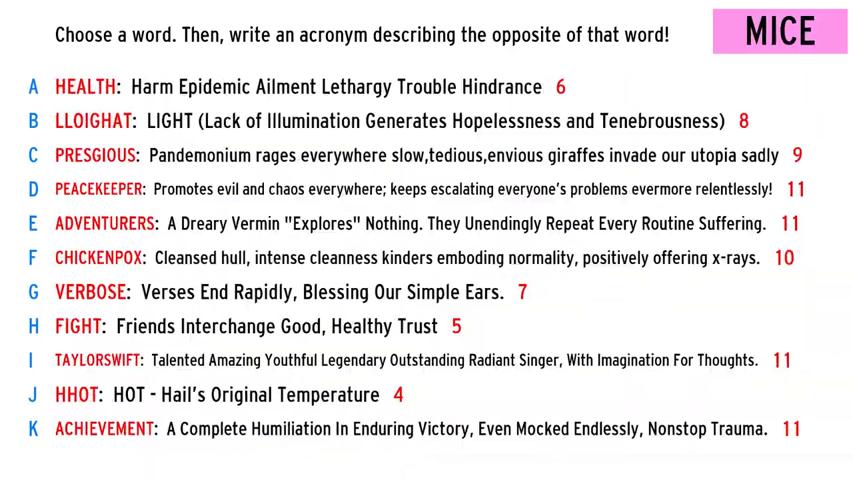 Choose a word. Then, write an acronym describing the opposite of that word!
MICE
A HEALTH: Harm Epidemic Ailment Lethargy Trouble Hindrance 6
B LLOIGHAT: LIGHT (Lack of Illumination Generates Hopelessness and Tenebrousness) 8
C PRESGIOUS: Pandemonium rages everywhere slow,tedious,envious giraffes invade our utopia sadly 9
D PEACEKEEPER: Promotes evil and chaos everywhere; keeps escalating everyone's problems evermore relentlessly! 11
E ADVENTURERS: A Dreary Vermin "Explores" Nothing. They Unendingly Repeat Every Routine Suffering. 11
F CHICKENPOX: Cleansed hull, intense cleanness kinders emboding normality, positively offering x-rays. 10
G VERBOSE: Verses End Rapidly, Blessing Our Simple Ears. 7
H FIGHT: Friends Interchange Good, Healthy Trust 5
I TAYLORSWIFT: Talented Amazing Youthful Legendary Outstanding Radiant Singer, With Imagination For Thoughts. 11
J HHOT: HOT - Hail's Original Temperature 4
K ACHIEVEMENT: A Complete Humiliation In Enduring Victory, Even Mocked Endlessly, Nonstop Trauma. 11